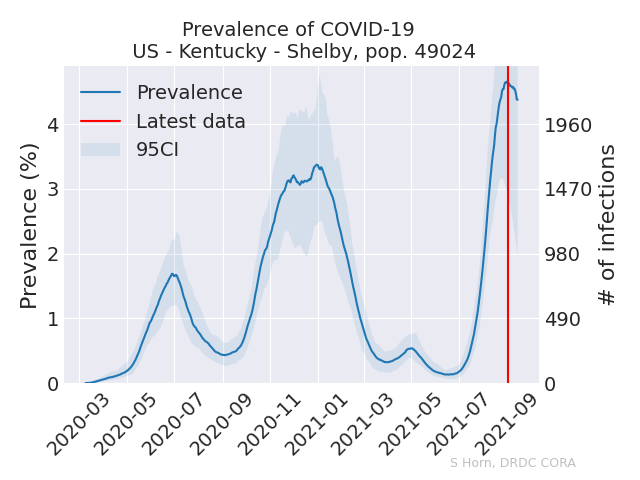 Prevalence of COVID-19
US - Kentucky - Shelby, pop. 49024
Prevalence
Latest data
95CI
Prevalence (%)
4
3
2
1
0
# of infections
1960
1470
980
490
0
2020-03
2020-05
2020-07
2020-09
2020-11
2021-01
2021-03
2021-05
2021-07
2021-09
S Horn, DRDC CORA